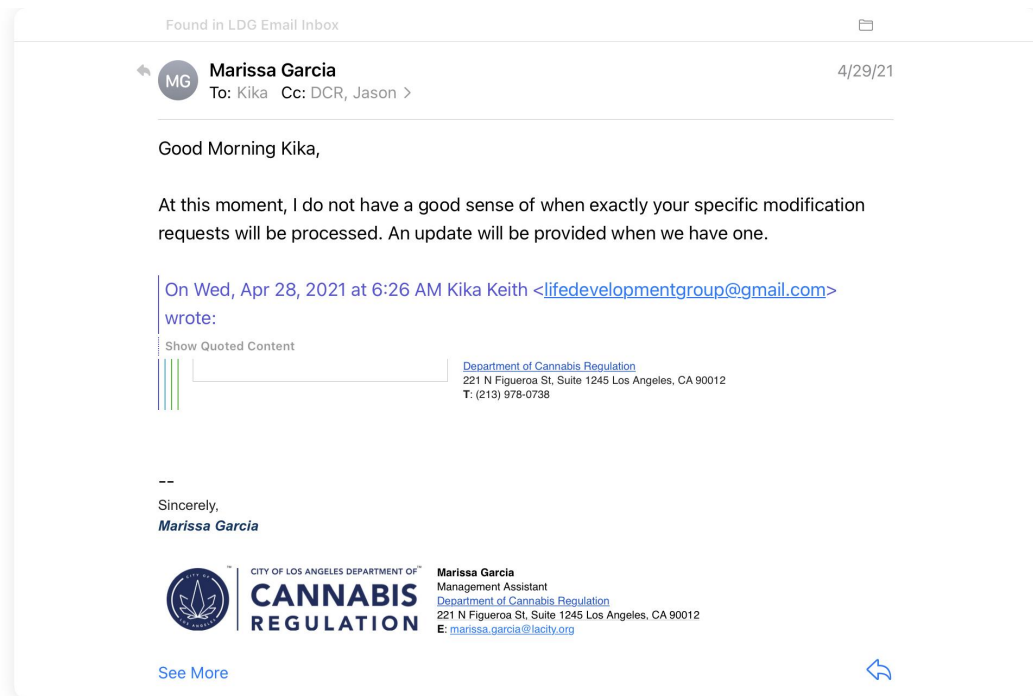 Found in LDG Email Inbox
MG
Marissa Garcia
4/29/21
To: Kika Cc: DCR, Jason >
Good Morning Kika,
At this moment, I do not have a good sense of when exactly your specific modification
requests will be processed. An update will be provided when we have one.
On Wed, Apr 28, 2021 at 6:26 AM Kika Keith <lifedevelopmentgroup@gmail.com>
wrote:
Show Quoted Content
Department of Cannabis Regulation
221 N Figueroa St, Suite 1245 Los Angeles, CA 90012
T: (213) 978-0738
--
Sincerely,
Marissa Garcia
CITY OF
LOS ANGELES
CITY OF LOS ANGELES DEPARTMENT OF™
CANNABIS
REGULATION
Marissa Garcia
Management Assistant
Department of Cannabis Regulation
221 N Figueroa St, Suite 1245 Los Angeles, CA 90012
E: marissa.garcia@lacity.org
See More